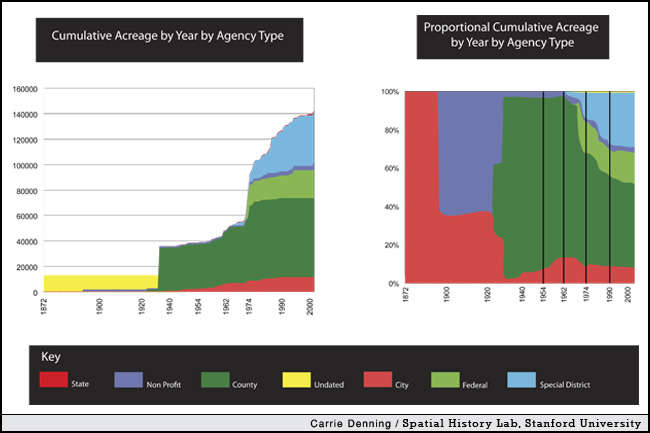 Cumulative Acreage by Year by Agency Type
160000
140000
120000
100000
80000
60000
40000
20000
0
1872
1900
1920
1940
1954
1962
1974
1990
2000
Proportional Cumulative Acreage
by Year by Agency Type
100%
80%
60%
40%
20%
0%
1872
1900
1920
1940
1954
1962
1974
1990
2000
Key
State
Non Profit
County
Undated
City
Federal
Special District
Carrie Denning / Spatial History Lab, Stanford University